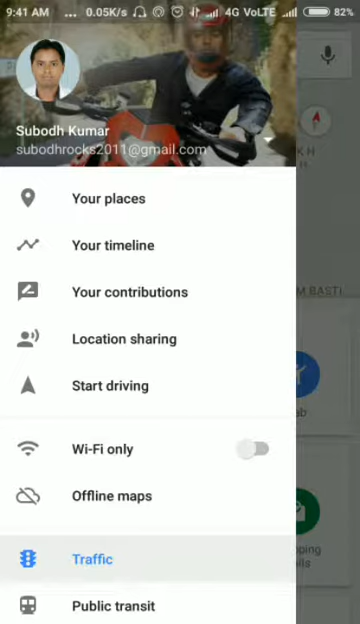 9:41 AM ... 0.05K/s 4G VoLTE 82%
Subodh Kumar
subodhrocks2011@gmail.com
Your places
Your timeline
Your contributions
Location sharing
Start driving
Wi-Fi only
Offline maps
Traffic
Public transit
K H
M BASTI